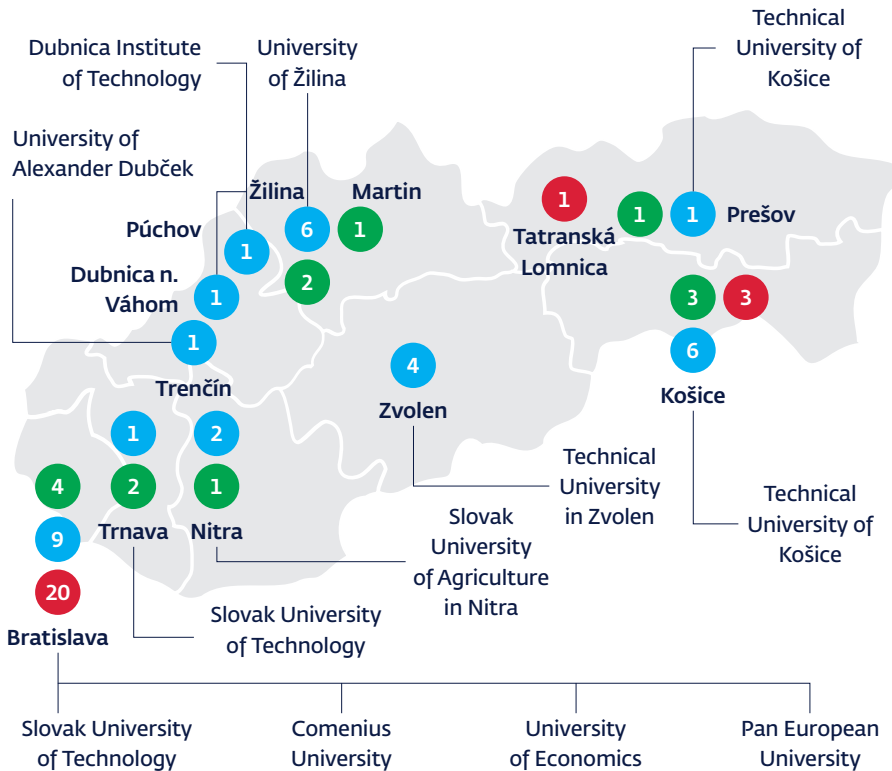 Dubnica Institute
of Technology
University
of Žilina
Technical
University of
Košice
University of
Alexander Dubček
Žilina
Martin
Púchov
Dubnica n.
Váhom
1
1
1
6
1
2
Trenčín
1
Tatranská
Lomnica
1
1
Prešov
3
3
6
Košice
4
Zvolen
1
2
Trnava
2
1
Nitra
4
9
20
Bratislava
Technical
University
in Zvolen
Technical
University of
Košice
Slovak
University
of Agriculture
in Nitra
Slovak University
of Technology
Slovak University
of Technology
Comenius
University
University
of Economics
Pan European
University